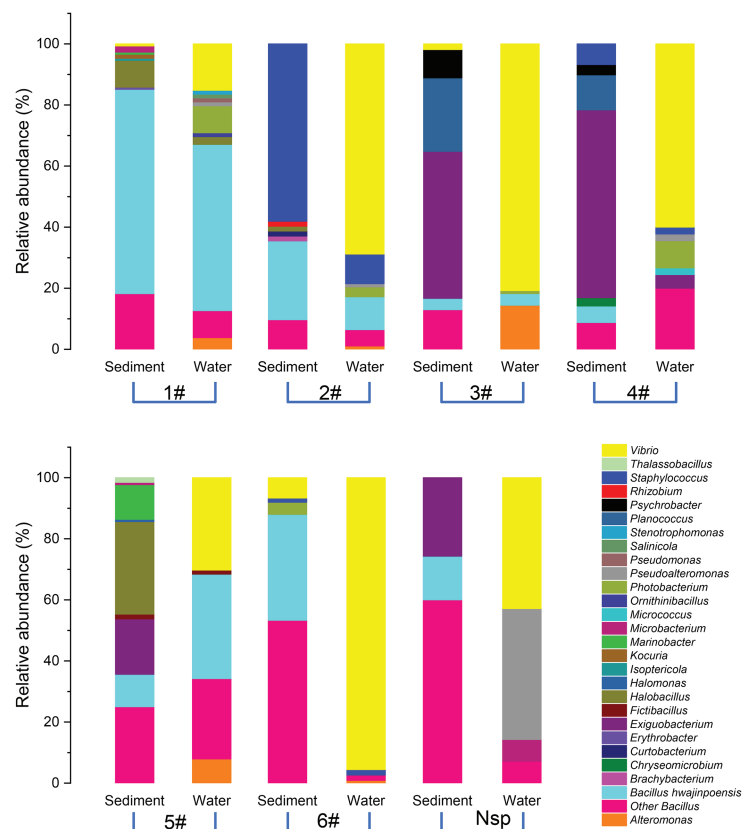 Relative abundance (%)
100
80
60
40
20
0
Sediment Water Sediment Water Sediment Water Sediment Water
1# 2# 3# 4#
Relative abundance (%)
100
80
60
40
20
0
Sediment Water Sediment Water Sediment Water
5# 6# Nsp
Vibrio
Thalassobacillus
Staphylococcus
Rhizobium
Psychrobacter
Planococcus
Stenotrophomonas
Salinicola
Pseudomonas
Pseudoalteromonas
Photobacterium
Ornithinibacillus
Micrococcus
Microbacterium
Marinobacter
Kocuria
Isoptericola
Halomonas
Halobacillus
Fictibacillus
Exiguobacterium
Erythrobacter
Curtobacterium
Chryseomicrobium
Brachybacterium
Bacillus hwajinpoensis
Other Bacillus
Alteromonas